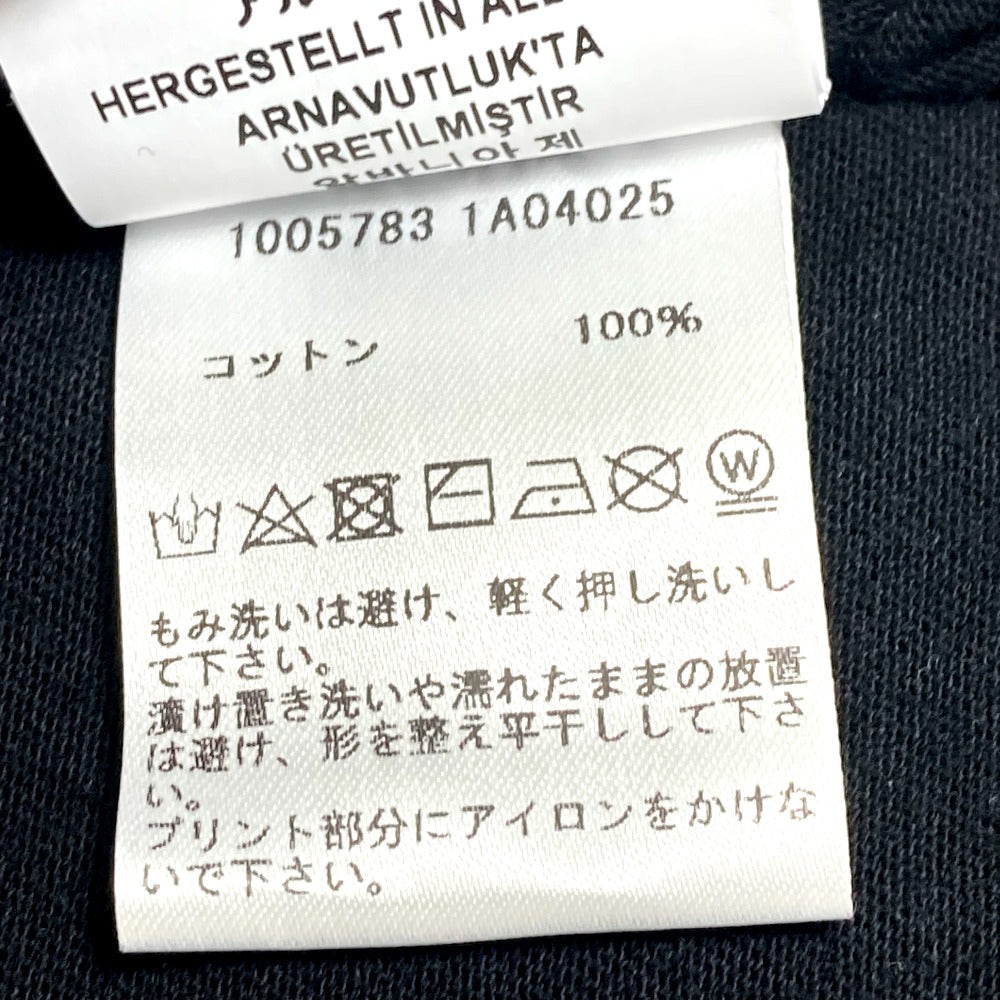 HERGESTELLT IN
ARNAVUTLUK'TA
ÜRETİLMİŞTİR
1005783 1A04025
コットン 100%
W
もみ洗いは避け、軽く押し洗いし
て下さい。
漬け置き洗いや濡れたままの放置
は避け、形を整え平干しして下さ
い。
プリント部分にアイロンをかけな
いで下さい。